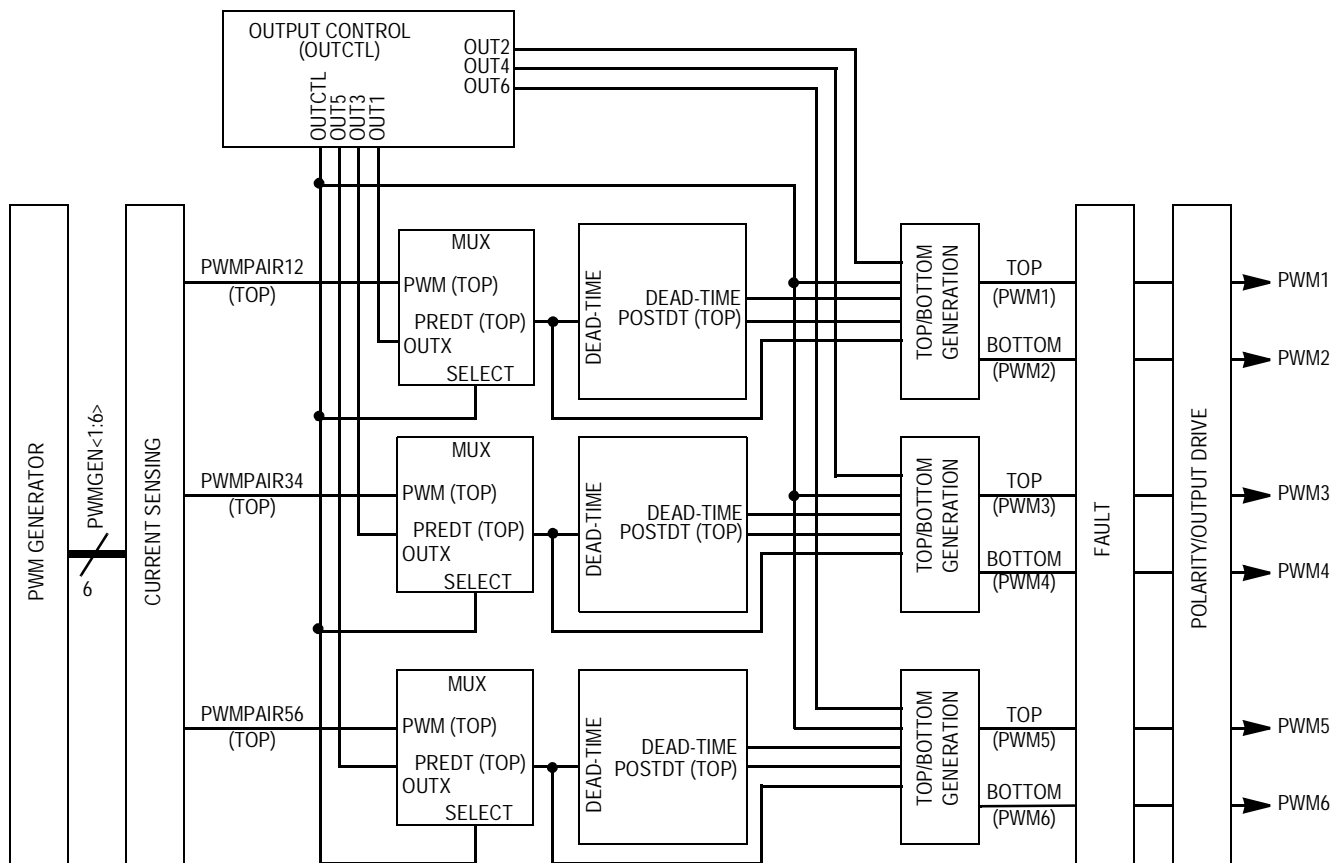 OUTPUT CONTROL
(OUTCTL)
OUT2
OUT4
OUT6
OUTCTL
OUT5
OUT3
OUT1
PWM GENERATOR
PWMGEN<1:6>
6
CURRENT SENSING
PWMPAIR12
(TOP)
MUX
PWM (TOP)
PREDT (TOP)
OUTX
SELECT
DEAD-TIME
DEAD-TIME
POSTDT (TOP)
TOP/BOTTOM
GENERATION
TOP
(PWM1)
BOTTOM
(PWM2)
PWMPAIR34
(TOP)
MUX
PWM (TOP)
PREDT (TOP)
OUTX
SELECT
DEAD-TIME
DEAD-TIME
POSTDT (TOP)
TOP/BOTTOM
GENERATION
TOP
(PWM3)
BOTTOM
(PWM4)
PWMPAIR56
(TOP)
MUX
PWM (TOP)
PREDT (TOP)
OUTX
SELECT
DEAD-TIME
DEAD-TIME
POSTDT (TOP)
TOP/BOTTOM
GENERATION
TOP
(PWM5)
BOTTOM
(PWM6)
FAULT
POLARITY/OUTPUT DRIVE
PWM1
PWM2
PWM3
PWM4
PWM5
PWM6